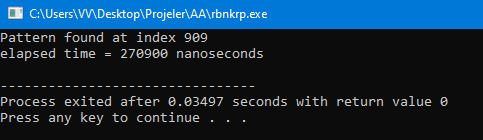 C:\Users\VV\Desktop\Projeler\AA\rbnkrp.exe
Pattern found at index 909
elapsed time = 270900 nanoseconds
--------------------------------
Process exited after 0.03497 seconds with return value 0
Press any key to continue . . .